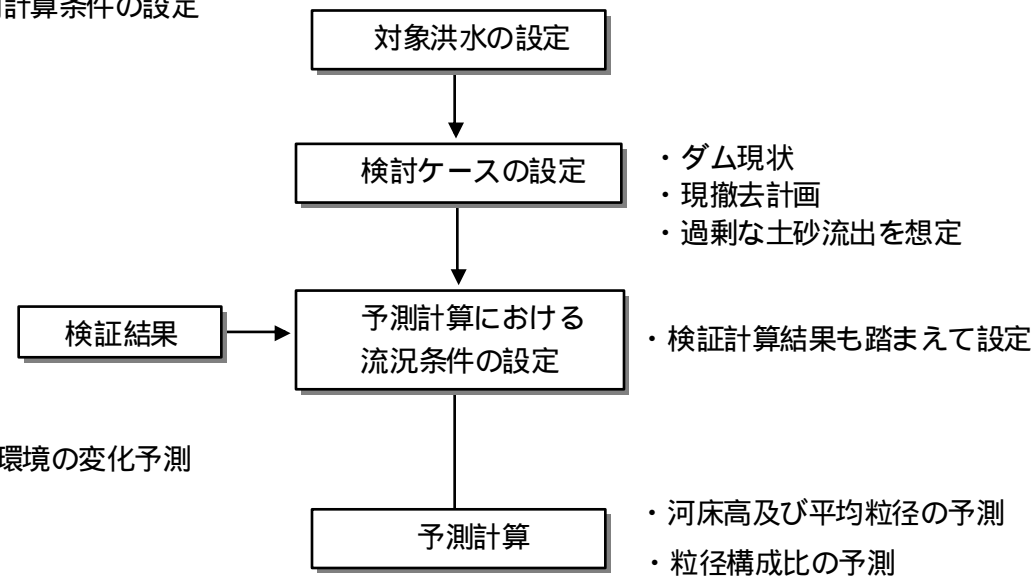 計算条件の設定
対象洪水の設定
検討ケースの設定
・ダム現状
・現撤去計画
・過剰な土砂流出を想定
検証結果
予測計算における
流況条件の設定
・検証計算結果も踏まえて設定
環境の変化予測
予測計算
・河床高及び平均粒径の予測
・粒径構成比の予測